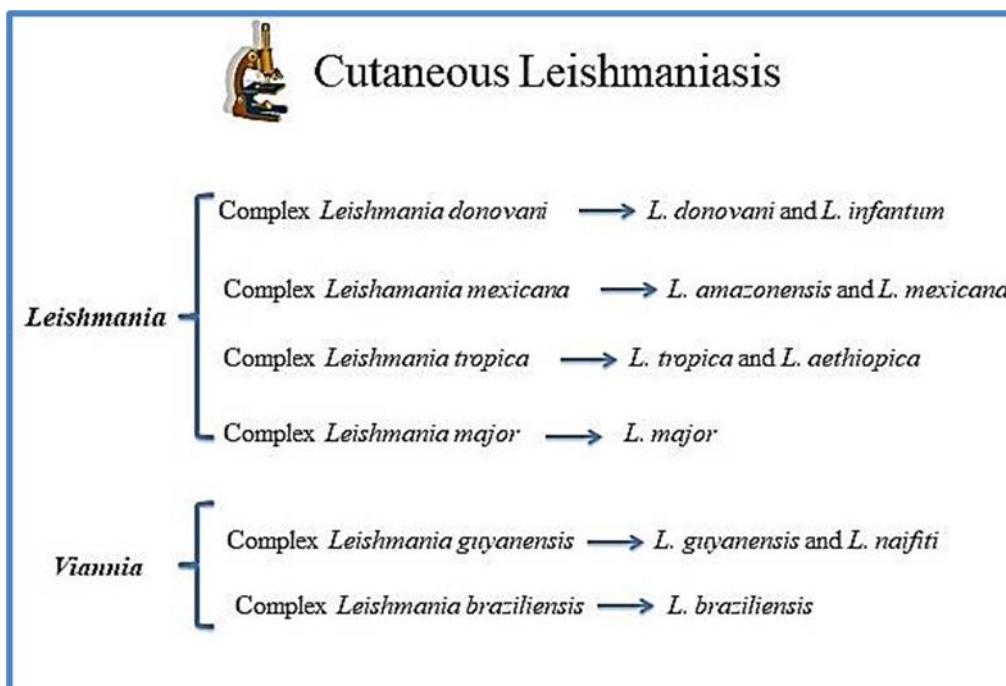 Cutaneous Leishmaniasis
Leishmania
Complex Leishmania donovani → L. donovani and L. infantum
Complex Leishamania mexicana → L. amazonensis and L. mexicana
Complex Leishmania tropica → L. tropica and L. aethiopica
Complex Leishmania major → L. major
Viannia
Complex Leishmania guyanensis → L. guyanensis and L. naifiti
Complex Leishmania braziliensis → L. braziliensis